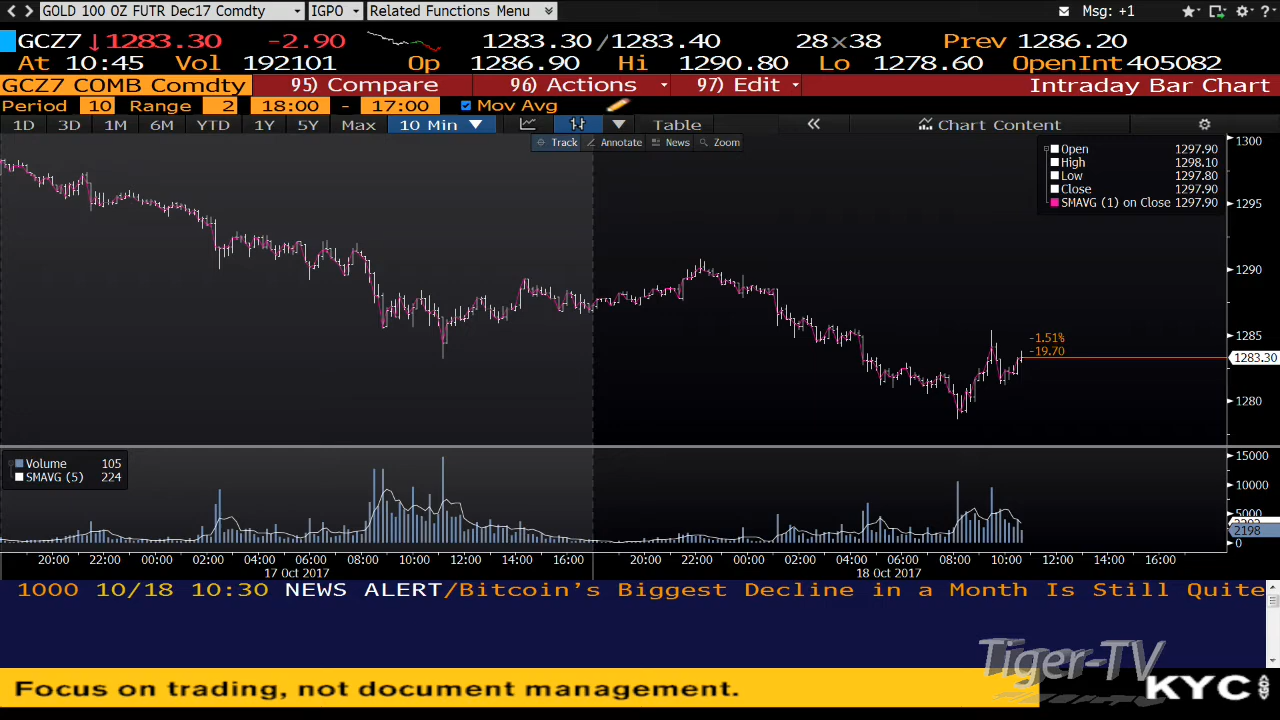 GOLD 100 OZ FUTR Dec17 Comdty IGPO Related Functions Menu Msg: +1 ?
GCZ7 ↓1283.30 -2.90 1283.30/1283.40 28x38 Prev 1286.20
At 10:45 Vol 192101 Op 1286.90 Hi 1290.80 Lo 1278.60 OpenInt 405082
GCZ7 COMB Comdty 95) Compare 96) Actions 97) Edit Intraday Bar Chart
Period 10 Range 2 18:00 - 17:00 Mov Avg
1D 3D 1M 6M YTD 1Y 5Y Max 10 Min Table « Chart Content
Track Annotate News Zoom
Open 1297.90
High 1298.10
Low 1297.80
Close 1297.90
SMAVG (1) on Close 1297.90
1300
1295
1290
1285
-1.51%
-19.70
1283.30
1280
Volume 105
SMAVG (5) 224
15000
10000
5000
2198
0
20:00 22:00 00:00 02:00 04:00 06:00 08:00 10:00 12:00 14:00 16:00 20:00 22:00 00:00 02:00 04:00 06:00 08:00 10:00 12:00 14:00 16:00
17 Oct 2017 18 Oct 2017
1000 10/18 10:30 NEWS ALERT/Bitcoin's Biggest Decline in a Month Is Still Quite
Tiger-TV
Focus on trading, not document management.
KYC